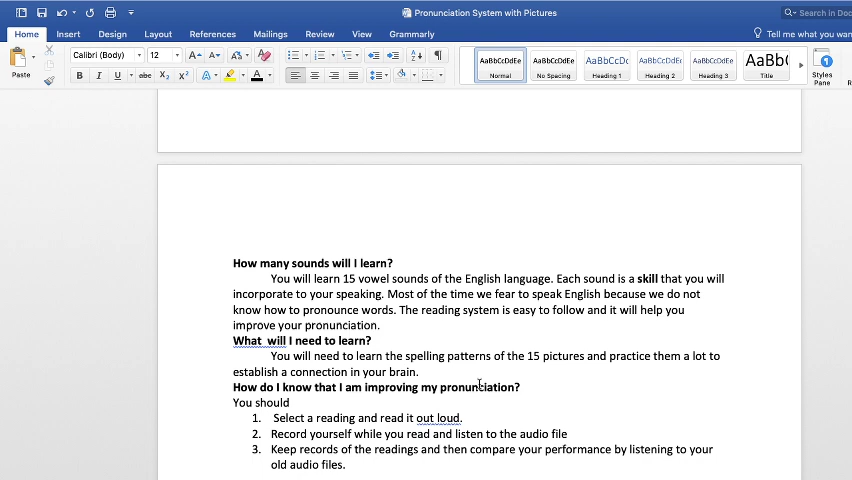 Pronunciation System with Pictures
Search in Doc
Home Insert Design Layout References Mailings Review View Grammarly
Tell me what you wan
Paste
Calibri (Body) 12
B I U abc X₂ X²
AaBbCcDdEe AaBbCcDdEe AaBbCcDc AaBbCcDdEe AaBbCcDdEe AaBbC
Normal No Spacing Heading 1 Heading 2 Heading 3 Title
Styles
Pane
How many sounds will I learn?
You will learn 15 vowel sounds of the English language. Each sound is a skill that you will
incorporate to your speaking. Most of the time we fear to speak English because we do not
know how to pronounce words. The reading system is easy to follow and it will help you
improve your pronunciation.
What  will I need to learn?
You will need to learn the spelling patterns of the 15 pictures and practice them a lot to
establish a connection in your brain.
How do I know that I am improving my pronunciation?
You should
1. Select a reading and read it out loud.
2. Record yourself while you read and listen to the audio file
3. Keep records of the readings and then compare your performance by listening to your
old audio files.